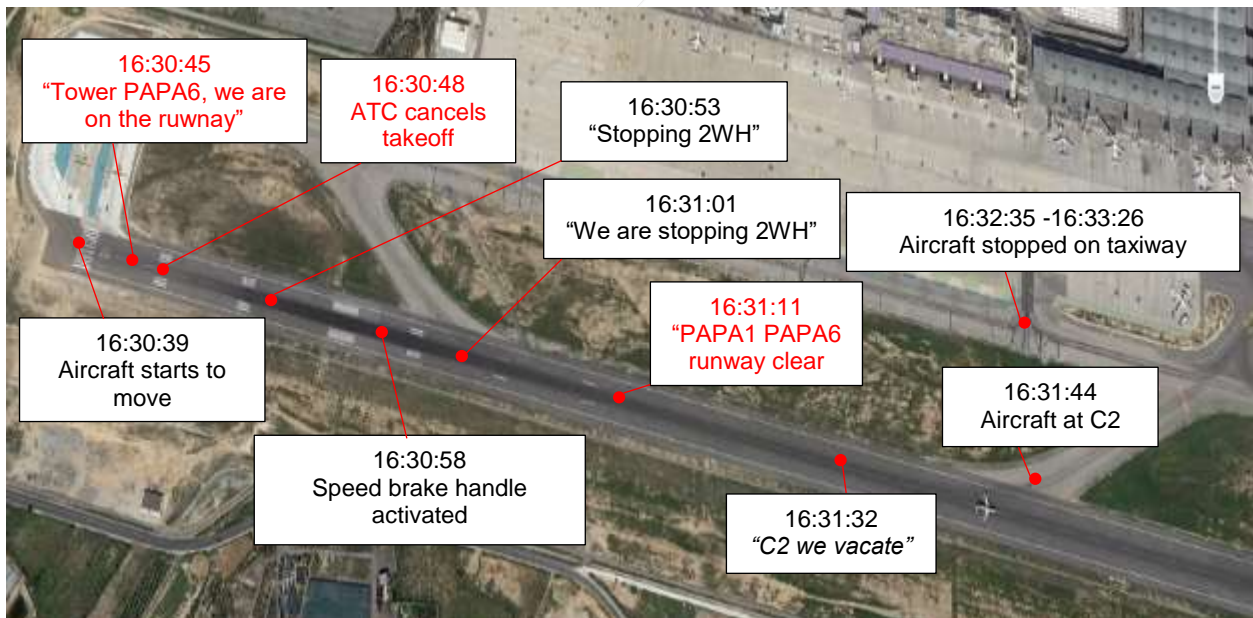 16:30:45
“Tower PAPA6, we are
on the ruwnay”
16:30:48
ATC cancels
takeoff
16:30:53
“Stopping 2WH”
16:31:01
“We are stopping 2WH”
16:32:35 -16:33:26
Aircraft stopped on taxiway
16:30:39
Aircraft starts to
move
16:31:11
“PAPA1 PAPA6
runway clear
16:31:44
Aircraft at C2
16:30:58
Speed brake handle
activated
16:31:32
“C2 we vacate”